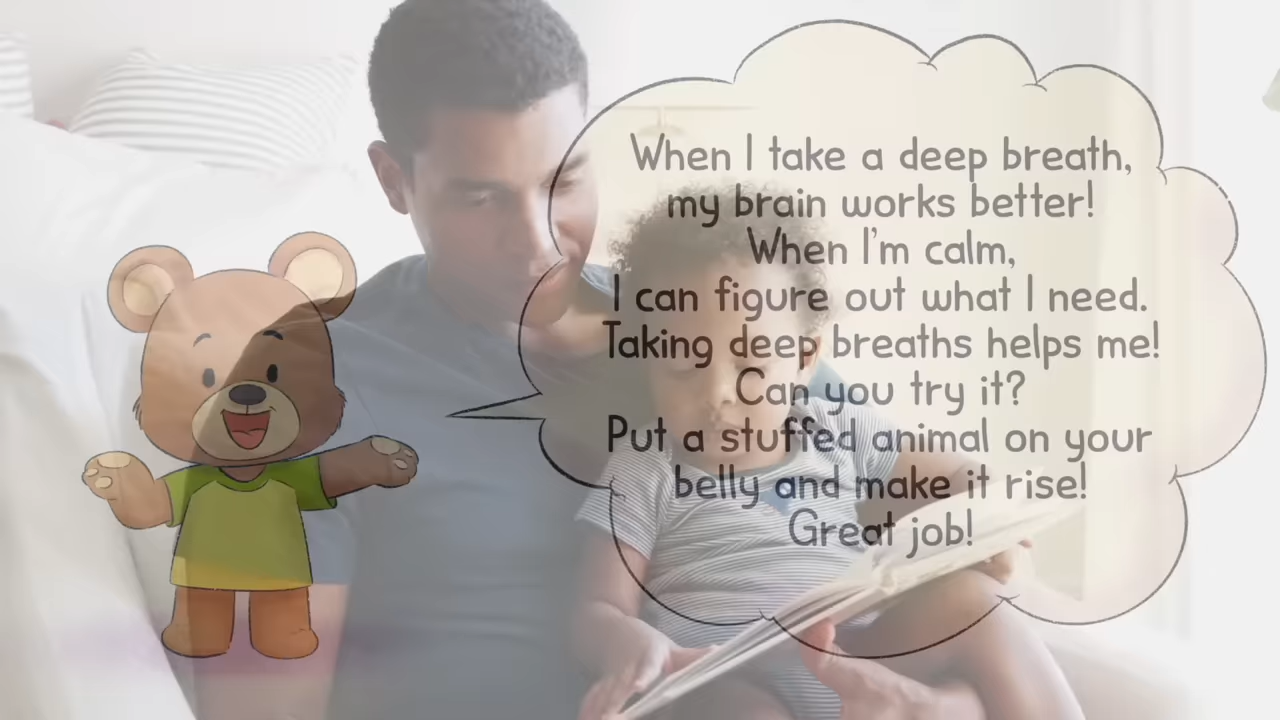 When I take a deep breath,
my brain works better!
When I'm calm,
I can figure out what I need.
Taking deep breaths helps me!
Can you try it?
Put a stuffed animal on your
belly and make it rise!
Great job!